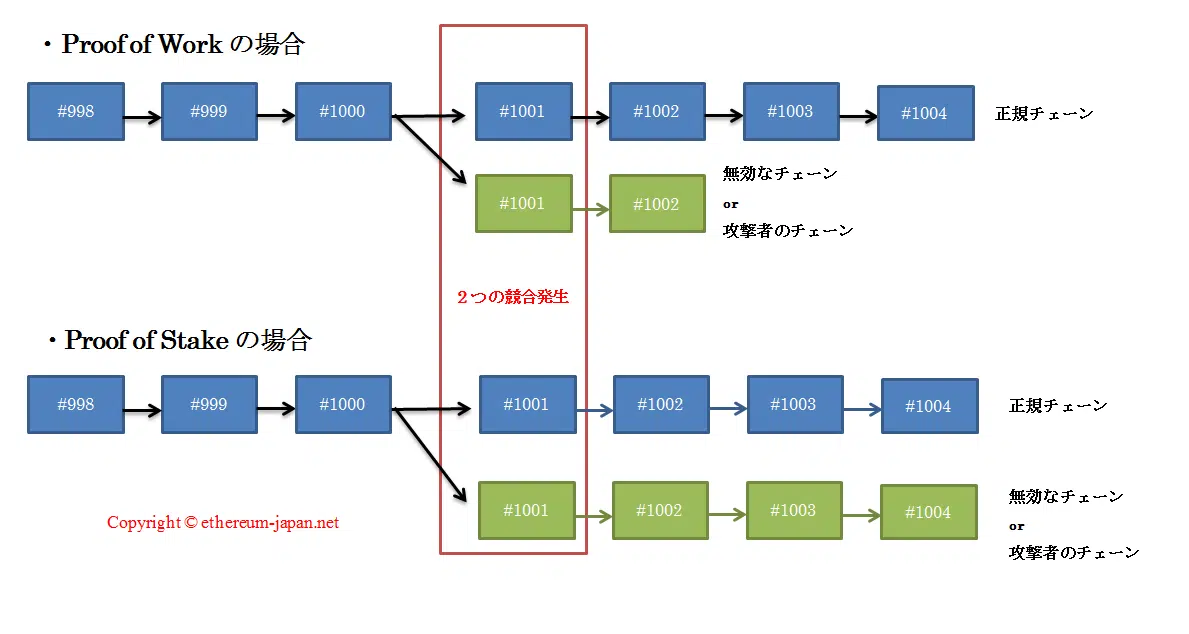 ・Proof of Work の場合
#998
#999
#1000
#1001
#1002
#1003
#1004
正規チェーン
#1001
#1002
無効なチェーン
or
攻撃者のチェーン
２つの競合発生
・Proof of Stake の場合
#998
#999
#1000
#1001
#1002
#1003
#1004
正規チェーン
#1001
#1002
#1003
#1004
無効なチェーン
or
攻撃者のチェーン
Copyright © ethereum-japan.net